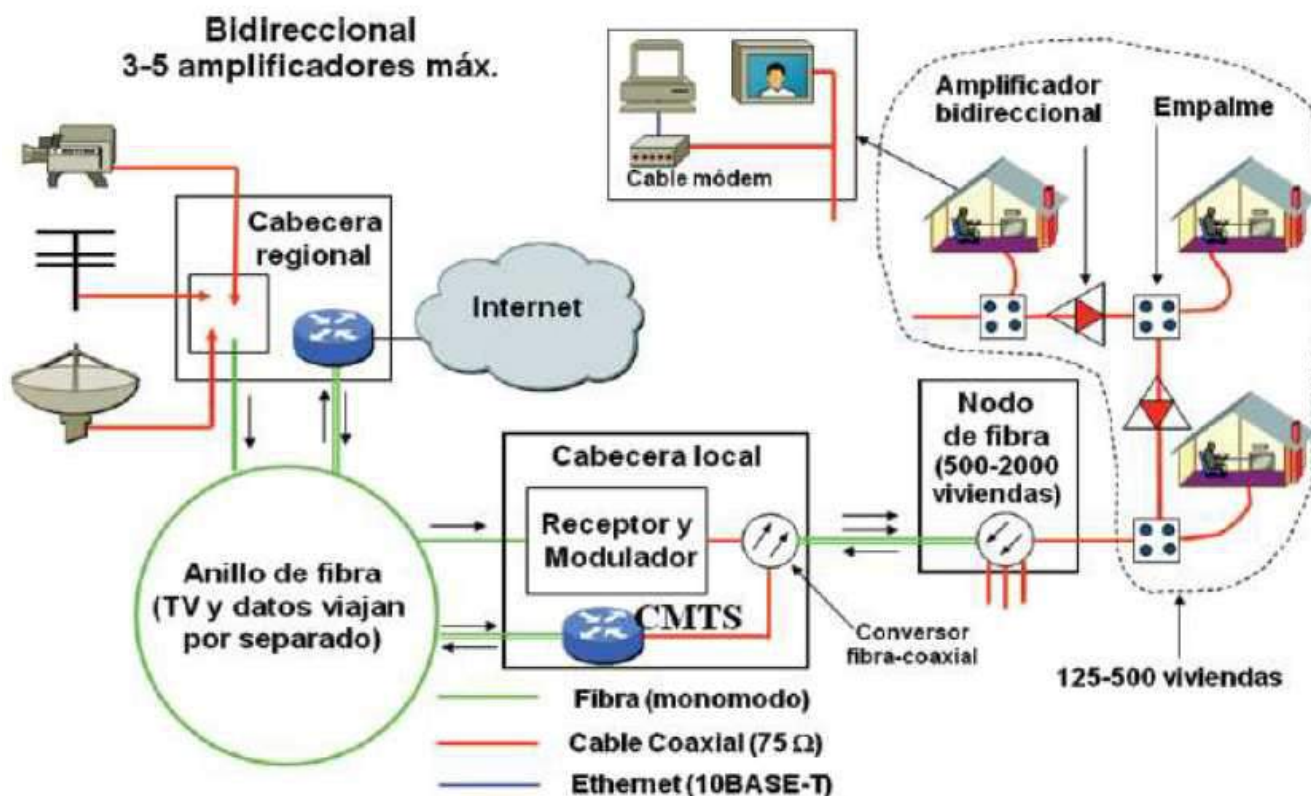 Bidireccional
3-5 amplificadores máx.
Amplificador
bidireccional
Empalme
Cable módem
Cabecera
regional
Internet
Nodo
de fibra
(500-2000
viviendas)
Cabecera local
Receptor y
Modulador
Anillo de fibra
(TV y datos viajan
por separado)
CMTS
Conversor
fibra-coaxial
125-500 viviendas
Fibra (monomodo)
Cable Coaxial (75 Ω)
Ethernet (10BASE-T)